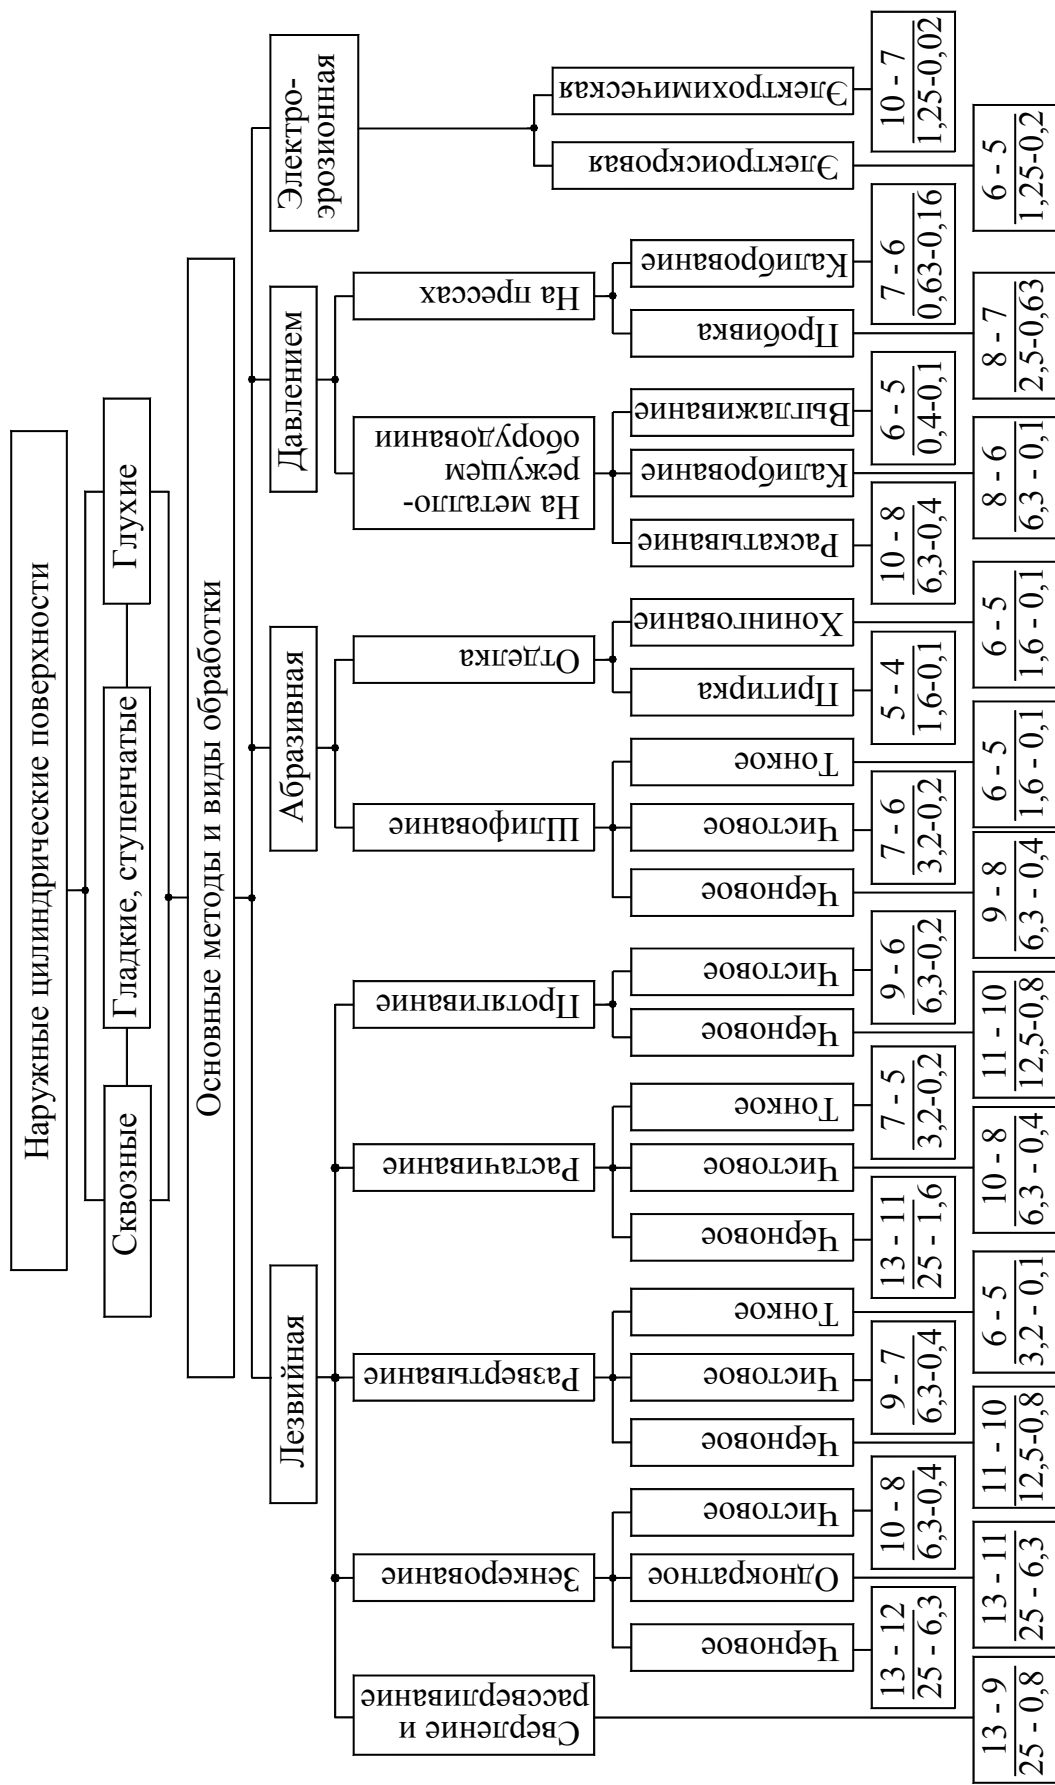 Наружные цилиндрические поверхности
Сквозные
Гладкие, ступенчатые
Глухие
Основные методы и виды обработки
Лезвийная
Абразивная
Давлением
Электро-
эрозионная
Сверление и
рассверливание
Зенкерование
Развертывание
Растачивание
Протягивание
Шлифование
Отделка
На металло-
режущем
оборудовании
На прессах
Черновое
Однократное
Чистовое
Черновое
Чистовое
Тонкое
Черновое
Чистовое
Тонкое
Черновое
Чистовое
Черновое
Чистовое
Тонкое
Притирка
Хонингование
Раскатывание
Калибрование
Выглаживание
Пробивка
Калибрование
Электроискровая
Электрохимическая
13 - 12
25 - 6,3
10 - 8
6,3-0,4
9 - 7
6,3-0,4
13 - 11
25 - 1,6
7 - 5
3,2-0,2
9 - 6
6,3-0,2
7 - 6
3,2-0,2
5 - 4
1,6-0,1
10 - 8
6,3-0,4
6 - 5
0,4-0,1
7 - 6
0,63-0,16
10 - 7
1,25-0,02
13 - 9
25 - 0,8
13 - 11
25 - 6,3
11 - 10
12,5-0,8
6 - 5
3,2 - 0,1
10 - 8
6,3 - 0,4
11 - 10
12,5-0,8
9 - 8
6,3 - 0,4
6 - 5
1,6 - 0,1
6 - 5
1,6 - 0,1
8 - 6
6,3 - 0,1
8 - 7
2,5-0,63
6 - 5
1,25-0,2